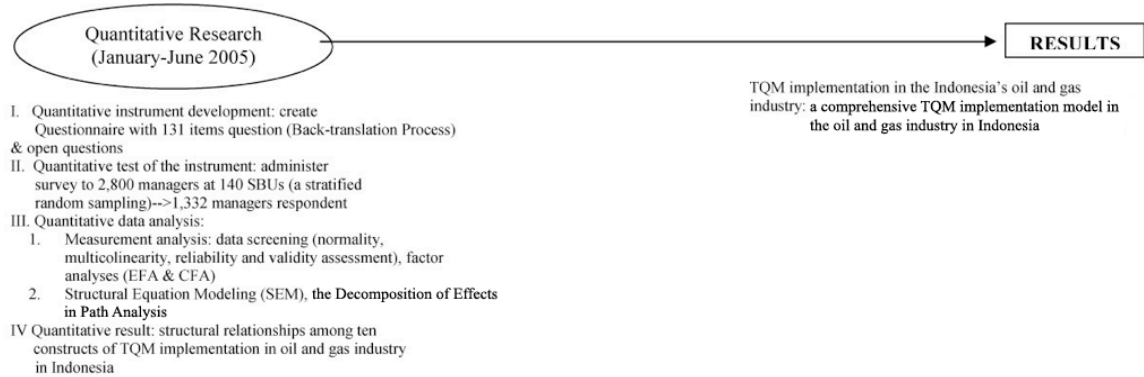 Quantitative Research
(January-June 2005)
RESULTS
I. Quantitative instrument development: create
Questionnaire with 131 items question (Back-translation Process)
& open questions
II. Quantitative test of the instrument: administer
survey to 2,800 managers at 140 SBUs (a stratified
random sampling)-->1,332 managers respondent
III. Quantitative data analysis:
1. Measurement analysis: data screening (normality,
multicolinearity, reliability and validity assessment), factor
analyses (EFA & CFA)
2. Structural Equation Modeling (SEM), the Decomposition of Effects
in Path Analysis
IV Quantitative result: structural relationships among ten
constructs of TQM implementation in oil and gas industry
in Indonesia
TQM implementation in the Indonesia's oil and gas
industry: a comprehensive TQM implementation model in
the oil and gas industry in Indonesia